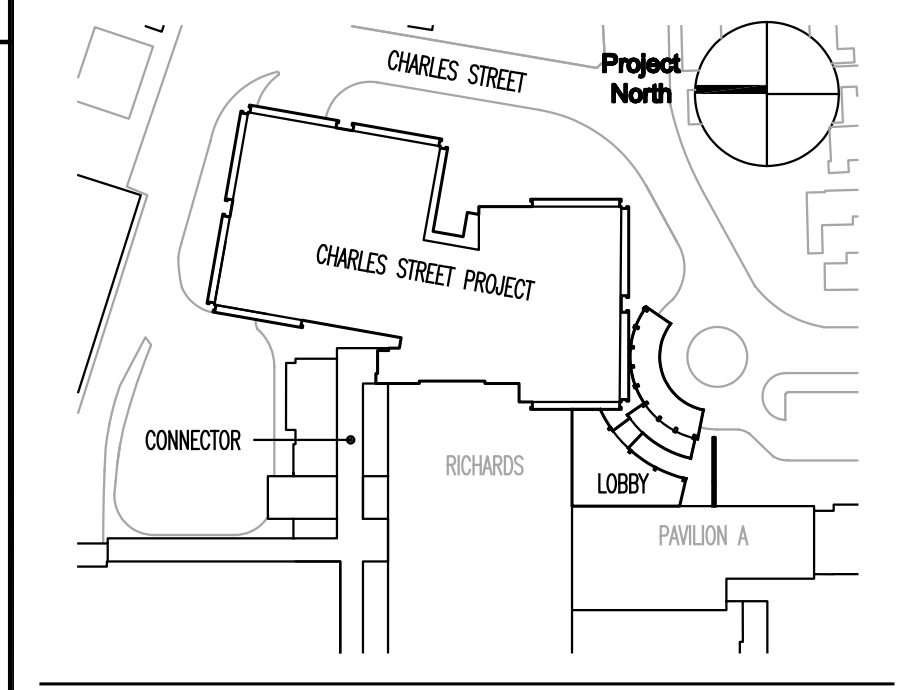 CHARLES STREET
Project
North
CHARLES STREET PROJECT
CONNECTOR
RICHARDS
LOBBY
PAVILION A